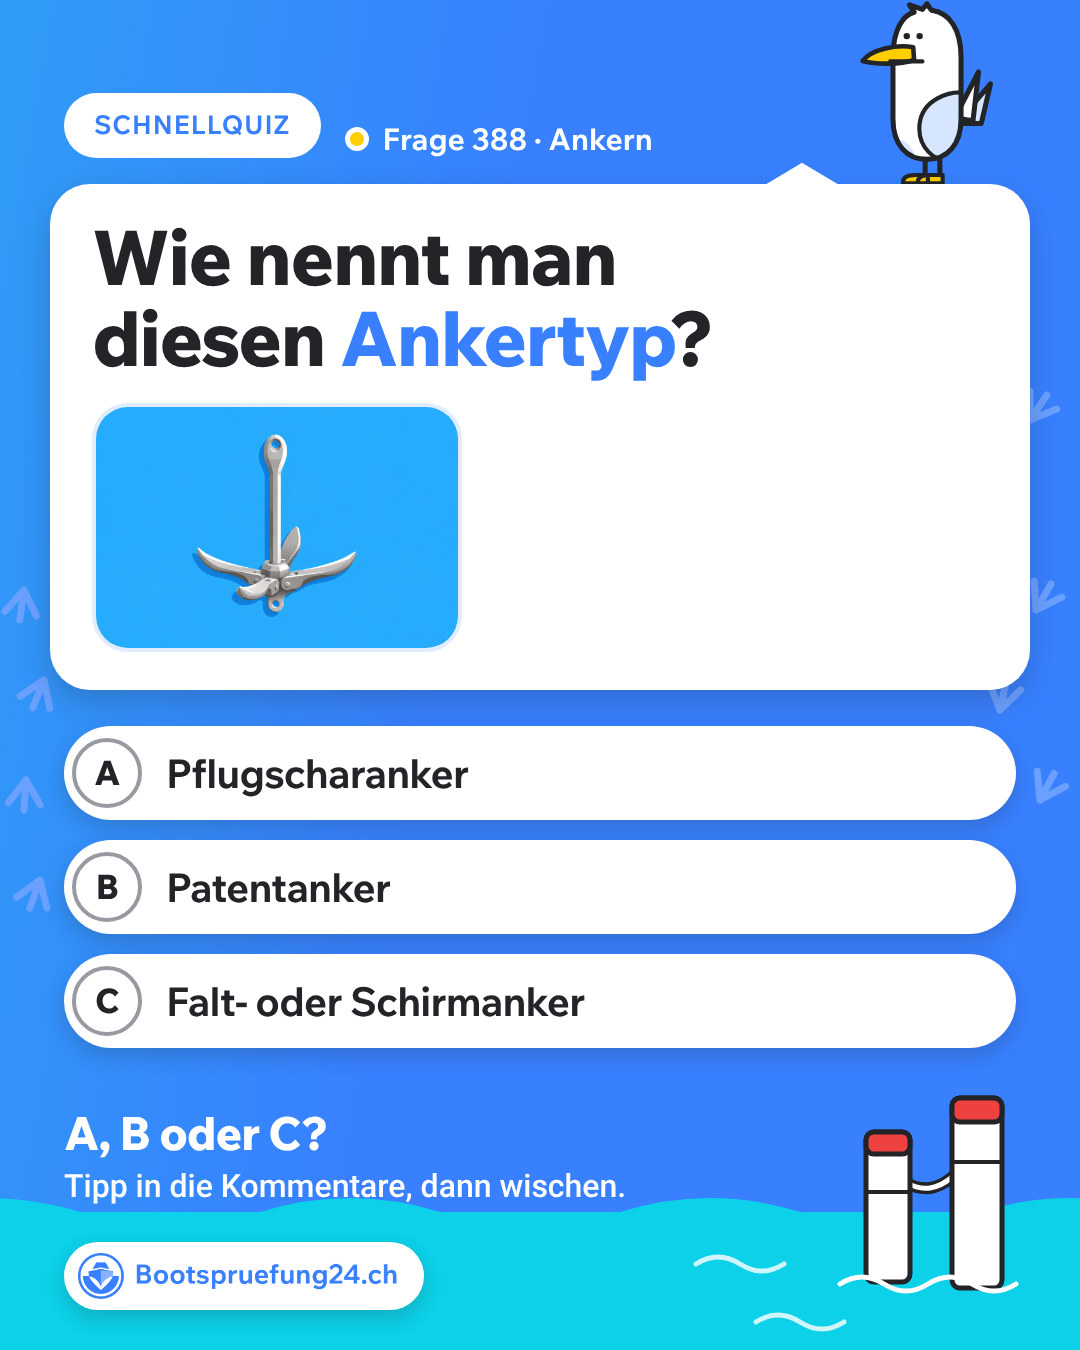 SCHNELLQUIZ
Frage 388 · Ankern
Wie nennt man
diesen Ankertyp?
A Pflugscharanker
B Patentanker
C Falt- oder Schirmanker
A, B oder C?
Tipp in die Kommentare, dann wischen.
Bootspruefung24.ch